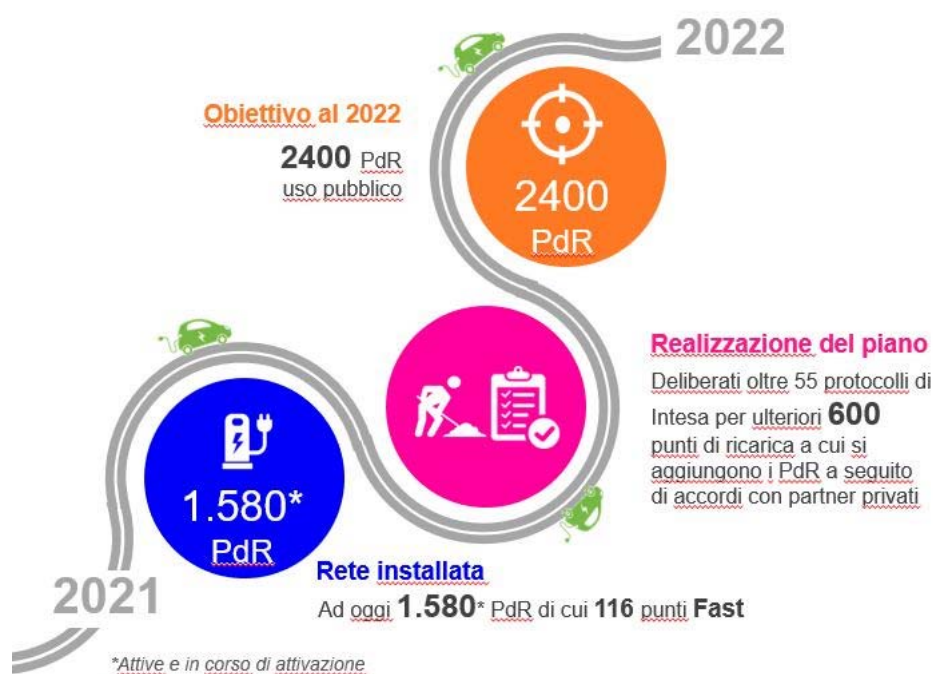 2022
Obiettivo al 2022
2400 PdR
uso pubblico
2400
PdR
Realizzazione del piano
Deliberati oltre 55 protocolli di
Intesa per ulteriori 600
punti di ricarica a cui si
aggiungono i PdR a seguito
di accordi con partner privati
1.580*
PdR
2021
Rete installata
Ad oggi 1.580* PdR di cui 116 punti Fast
*Attive e in corso di attivazione